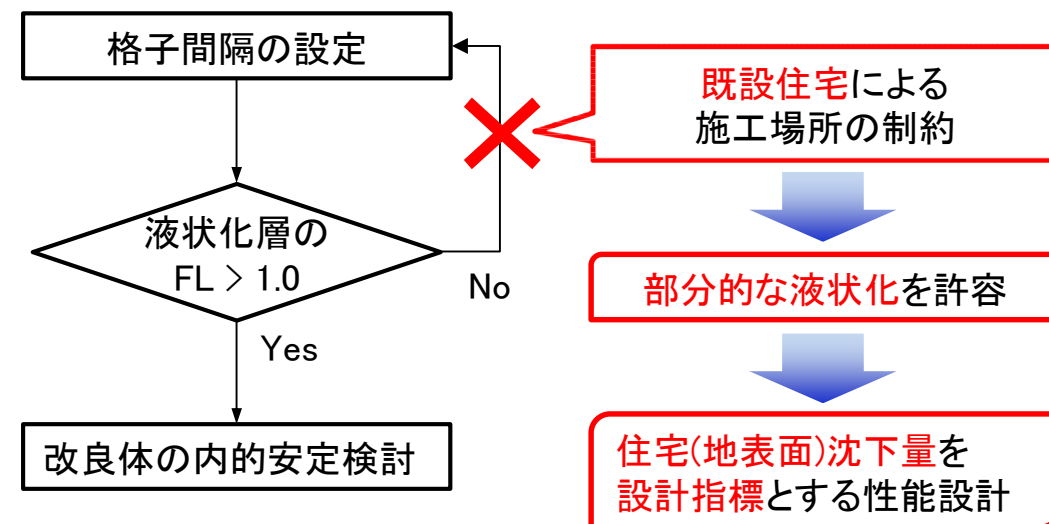 格子間隔の設定
液状化層の
FL > 1.0
No
Yes
改良体の内的安定検討
既設住宅による
施工場所の制約
部分的な液状化を許容
住宅(地表面)沈下量を
設計指標とする性能設計